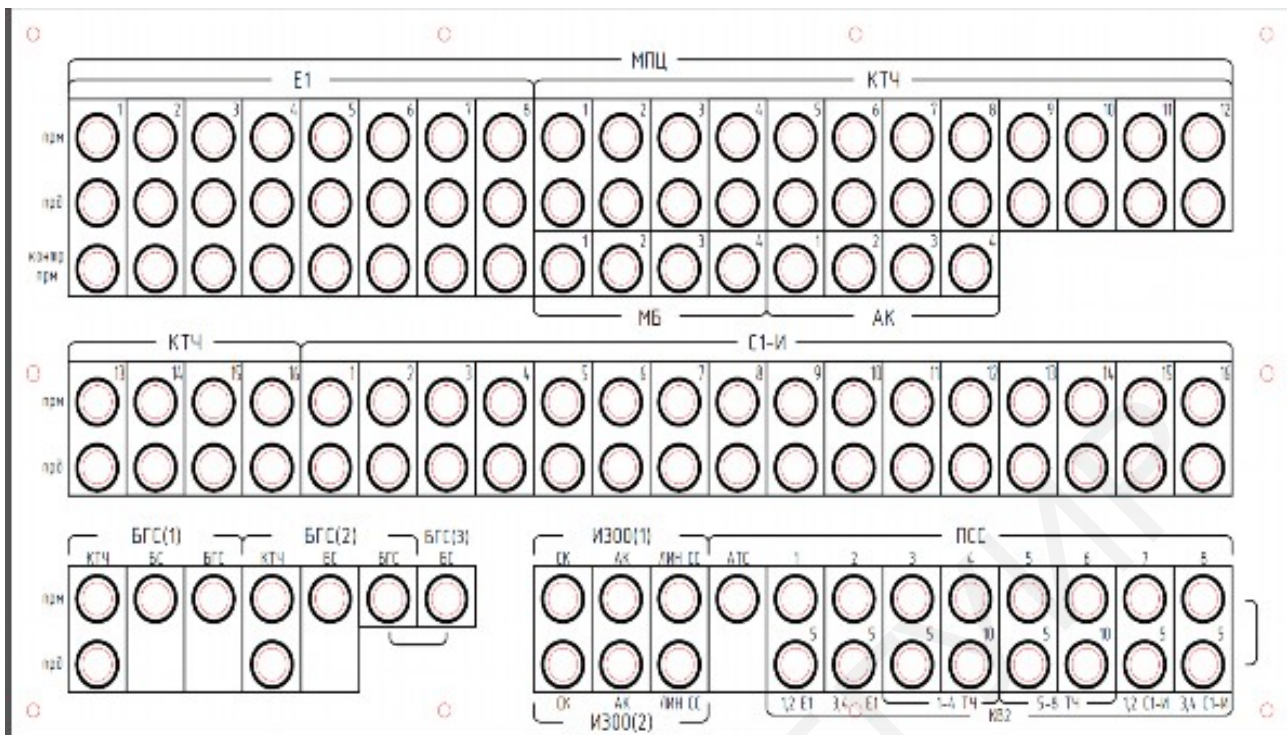 МПЦ
Е1 КТЧ
1 2 3 4 5 6 7 8 1 2 3 4 5 6 7 8 9 10 11 12
прм
прд
1 2 3 4 1 2 3 4
контр
прм
МБ АК
КТЧ С1-И
13 14 15 16 1 2 3 4 5 6 7 8 9 10 11 12 13 14 15 16
прм
прд
БГС(1) БГС(2) БГС(3) ИЗ00(1) ПСС
КТЧ БС БГС КТЧ БС БГС БС СК АК ЛИН СС АТС 1 2 3 4 5 6 7 8
прм
5 5 5 10 5 10 5 5
прд
СК АК ЛИН СС 1,2 Е1 3,4 Е1 1-4 ТЧ 5-8 ТЧ 1,2 С1-И 3,4 С1-И
ИЗ00(2) КВ2